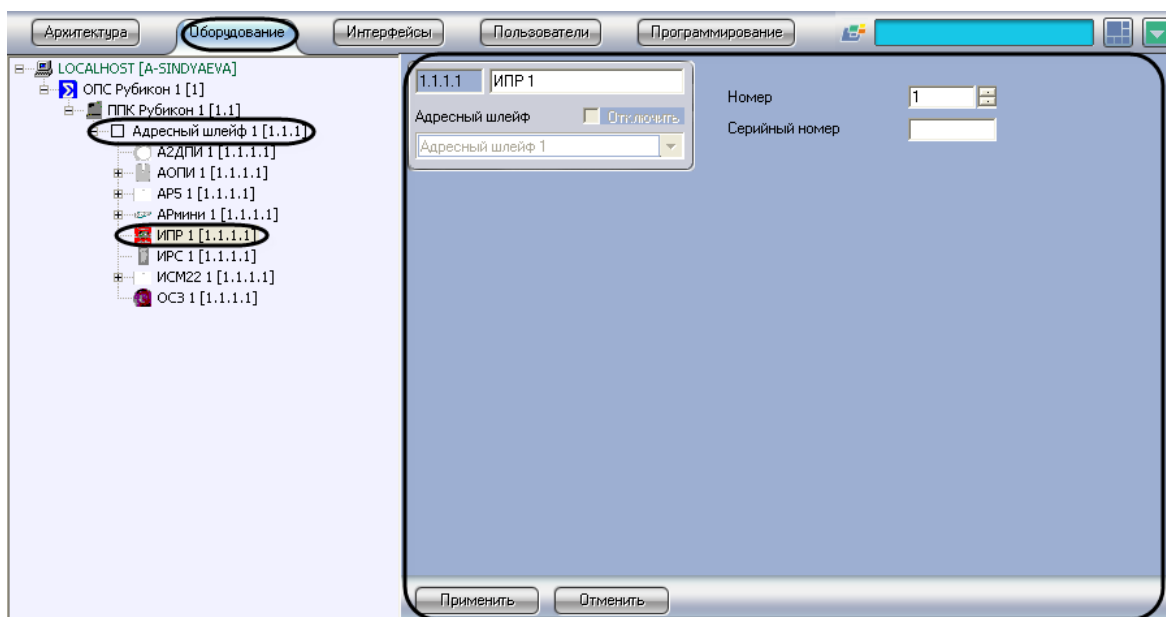 Архитектура Оборудование Интерфейсы Пользователи Программирование
LOCALHOST [A-SINDYAEVA]
ОПС Рубикон 1 [1]
ППК Рубикон 1 [1.1]
Адресный шлейф 1 [1.1.1]
А2ДПИ 1 [1.1.1.1]
АОПИ 1 [1.1.1.1]
АР5 1 [1.1.1.1]
АРмини 1 [1.1.1.1]
ИПР 1 [1.1.1.1]
ИРС 1 [1.1.1.1]
ИСМ22 1 [1.1.1.1]
ОСЗ 1 [1.1.1.1]
1.1.1.1 ИПР 1
Адресный шлейф Отключить
Адресный шлейф 1
Номер 1
Серийный номер
Применить Отменить